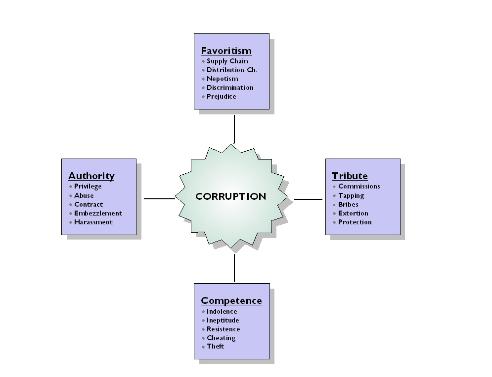 Favoritism
Supply Chain
Distribution Ch.
Nepotism
Discrimination
Prejudice
Authority
Privilege
Abuse
Contract
Embezzlement
Harassment
CORRUPTION
Tribute
Commissions
Tapping
Bribes
Extortion
Protection
Competence
Indolence
Ineptitude
Resistence
Cheating
Theft